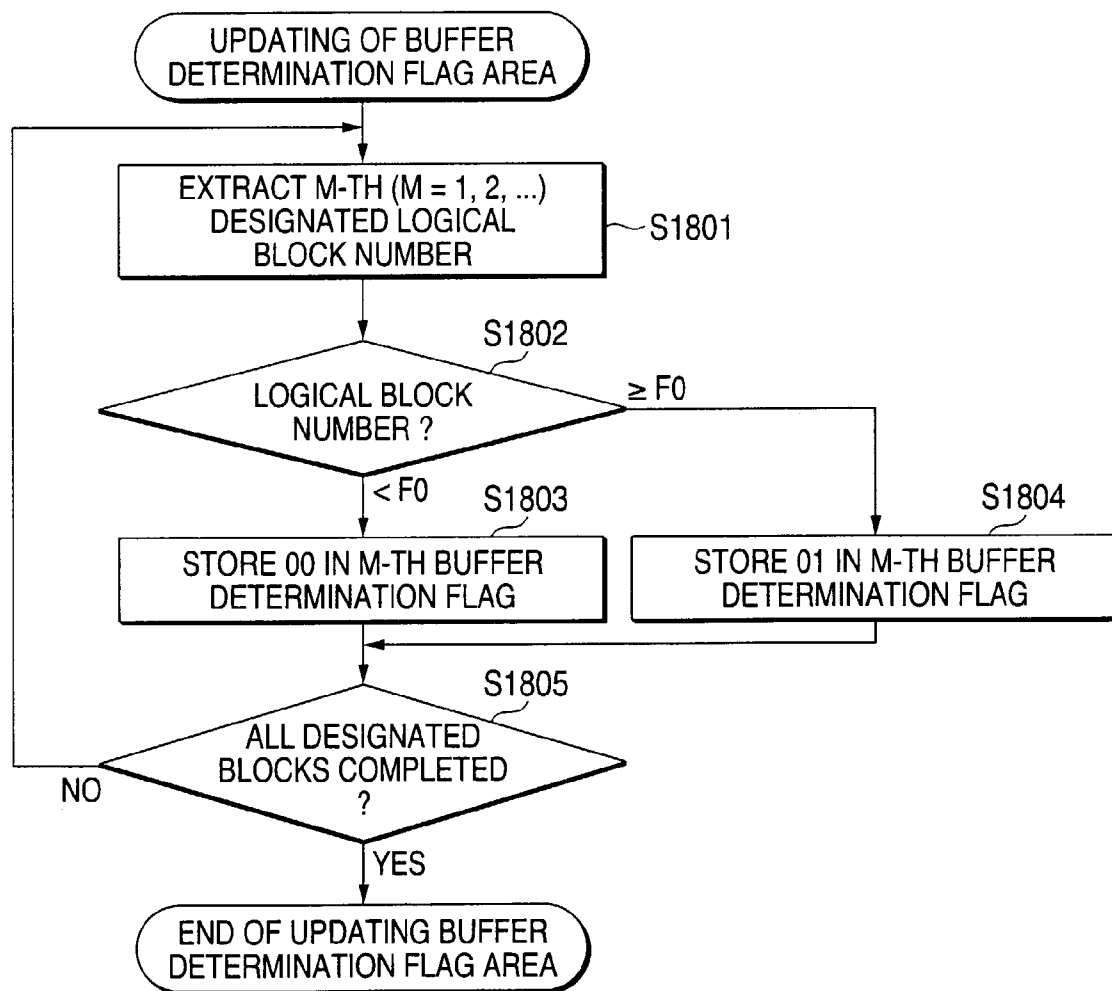 UPDATING OF BUFFER
DETERMINATION FLAG AREA
EXTRACT M-TH (M = 1, 2, ...)
DESIGNATED LOGICAL
BLOCK NUMBER
S1801
S1802
LOGICAL BLOCK
NUMBER ?
≥ F0
< F0
S1803
STORE 00 IN M-TH BUFFER
DETERMINATION FLAG
S1804
STORE 01 IN M-TH BUFFER
DETERMINATION FLAG
S1805
ALL DESIGNATED
BLOCKS COMPLETED
?
NO
YES
END OF UPDATING BUFFER
DETERMINATION FLAG AREA